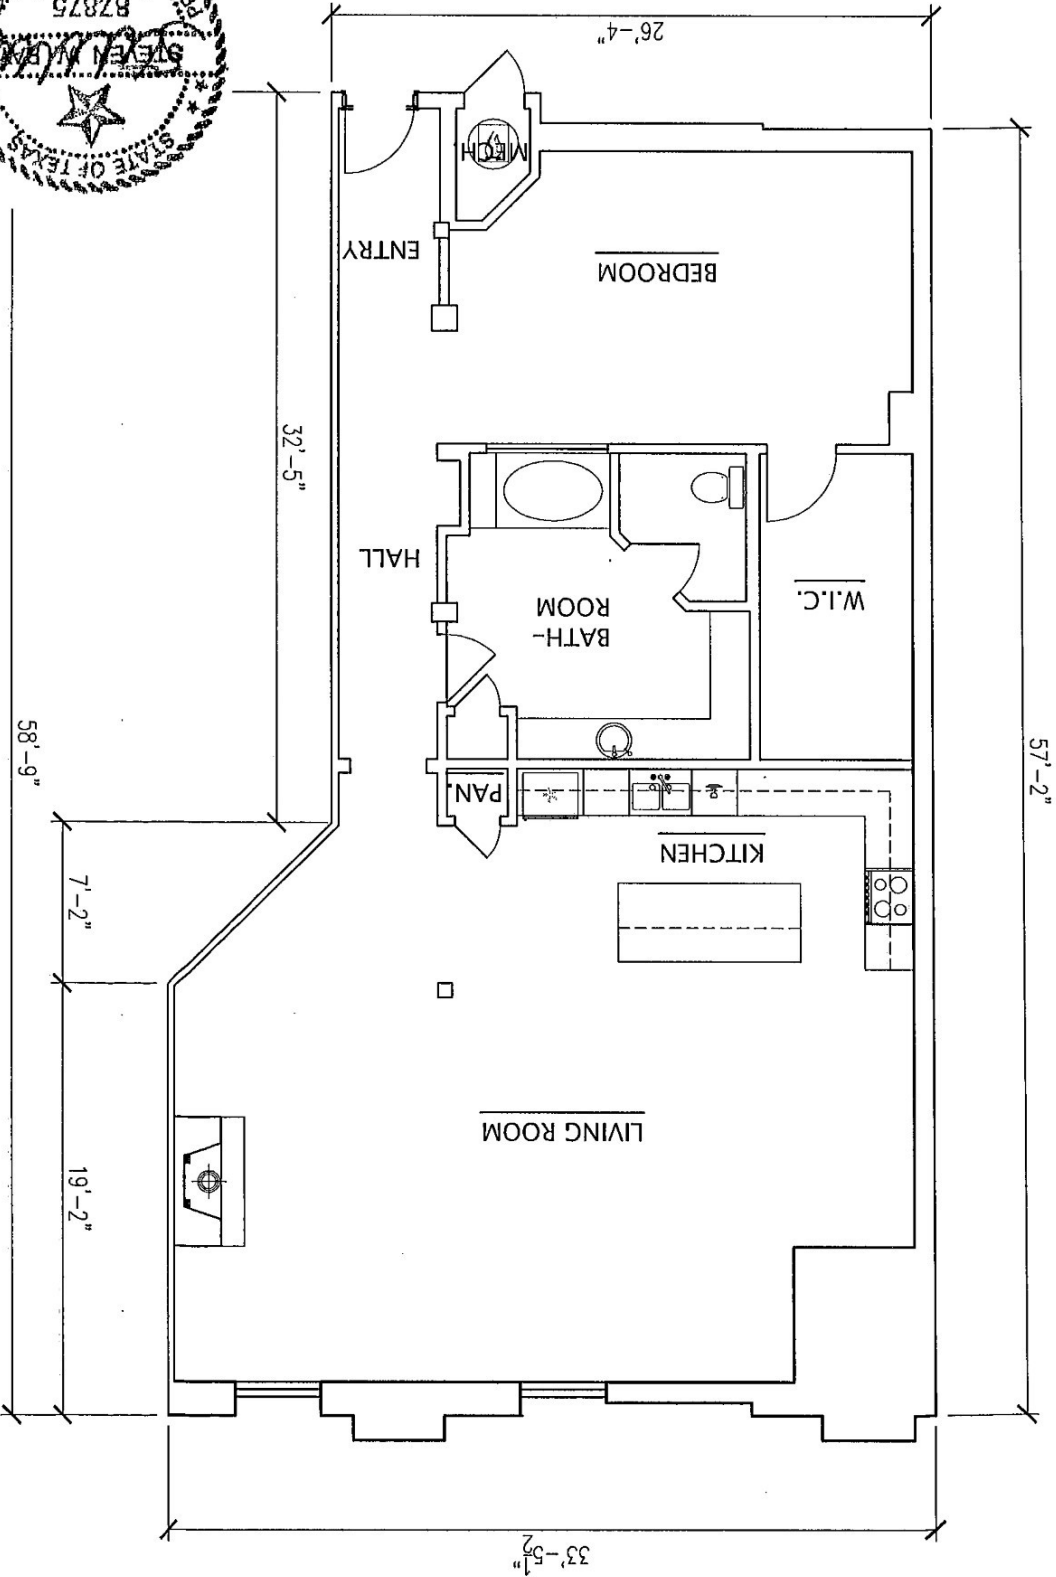 33'-5½"
19'-2"
LIVING ROOM
7'-2"
KITCHEN
PAN.
57'-2"
58'-9"
BATH-
ROOM
W.I.C.
HALL
32'-5"
BEDROOM
ENTRY
MECH
STATE OF TEXAS
STEVEN W.
87875
26'-4"